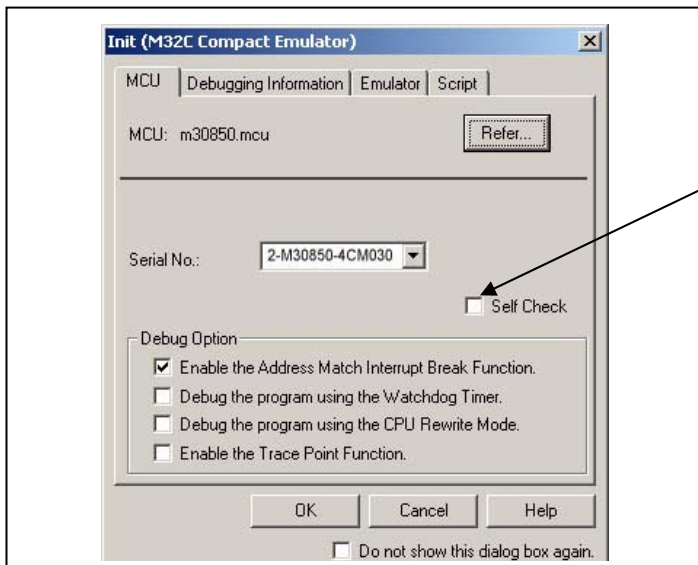 Init (M32C Compact Emulator)
MCU Debugging Information Emulator Script
MCU: m30850.mcu Refer...
Serial No.: 2-M30850-4CM030
Self Check
Debug Option
Enable the Address Match Interrupt Break Function.
Debug the program using the Watchdog Timer.
Debug the program using the CPU Rewrite Mode.
Enable the Trace Point Function.
OK Cancel Help
Do not show this dialog box again.